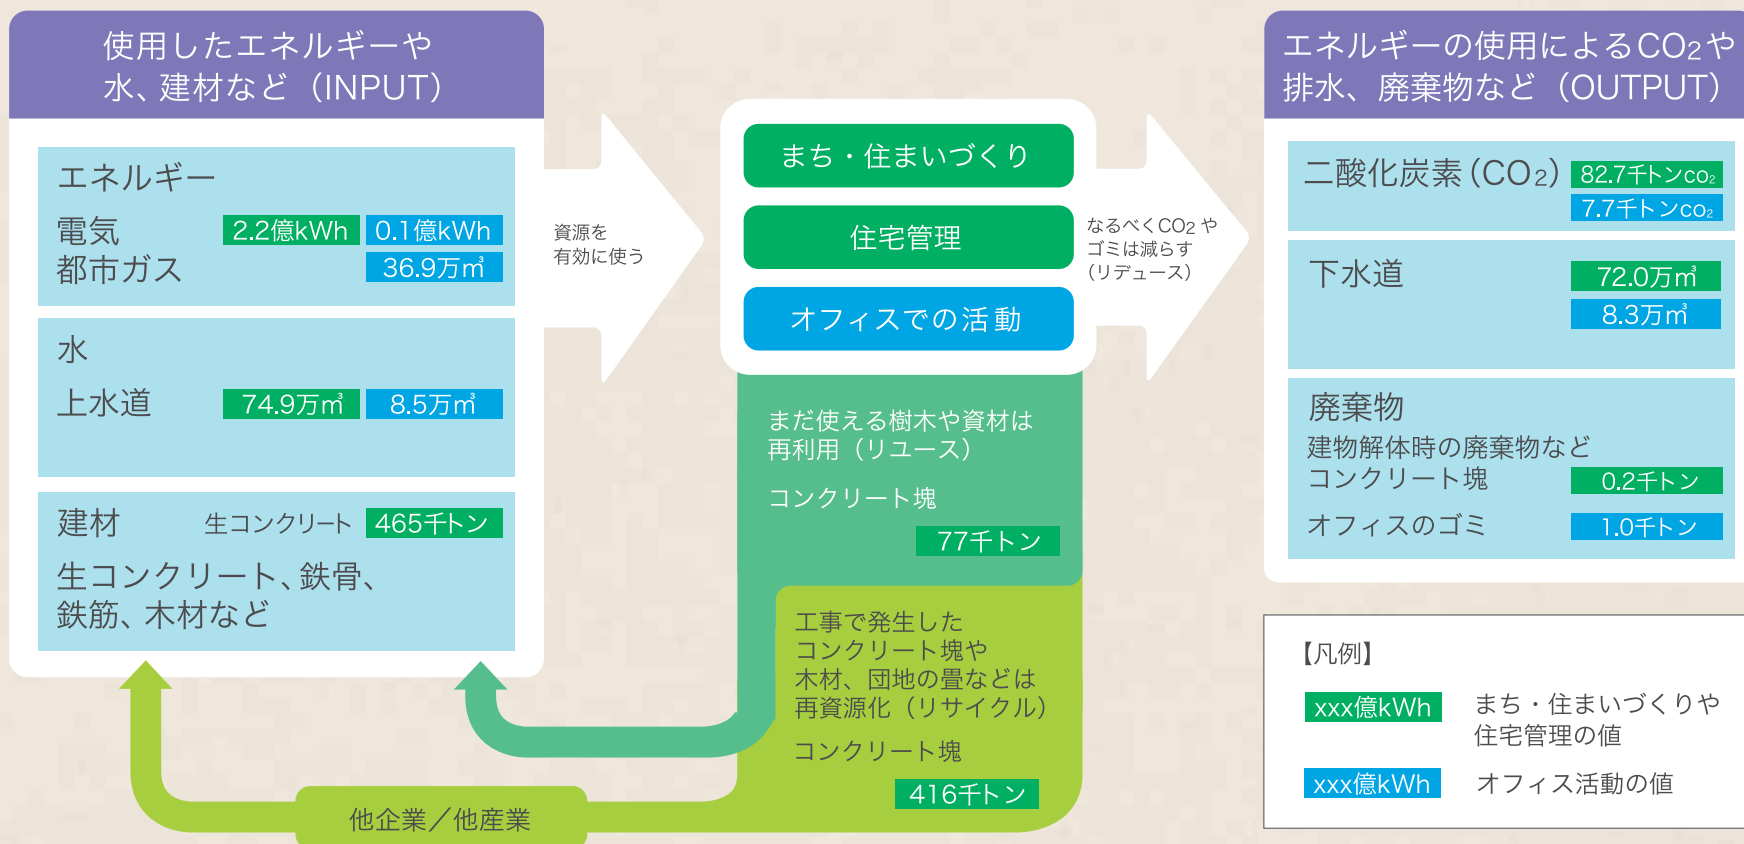 使用したエネルギーや
水、建材など（INPUT）
エネルギー
電気 2.2億kWh 0.1億kWh
都市ガス 36.9万㎥
水
上水道 74.9万㎥ 8.5万㎥
建材 生コンクリート 465千トン
生コンクリート、鉄骨、
鉄筋、木材など
資源を
有効に使う
まち・住まいづくり
住宅管理
オフィスでの活動
まだ使える樹木や資材は
再利用（リユース）
コンクリート塊
77千トン
工事で発生した
コンクリート塊や
木材、団地の畳などは
再資源化（リサイクル）
コンクリート塊
416千トン
他企業／他産業
なるべくCO₂や
ゴミは減らす
（リデュース）
エネルギーの使用によるCO₂や
排水、廃棄物など（OUTPUT）
二酸化炭素（CO₂） 82.7千トンco₂
7.7千トンco₂
下水道 72.0万㎥
8.3万㎥
廃棄物
建物解体時の廃棄物など
コンクリート塊 0.2千トン
オフィスのゴミ 1.0千トン
【凡例】
xxx億kWh まち・住まいづくりや
住宅管理の値
xxx億kWh オフィス活動の値